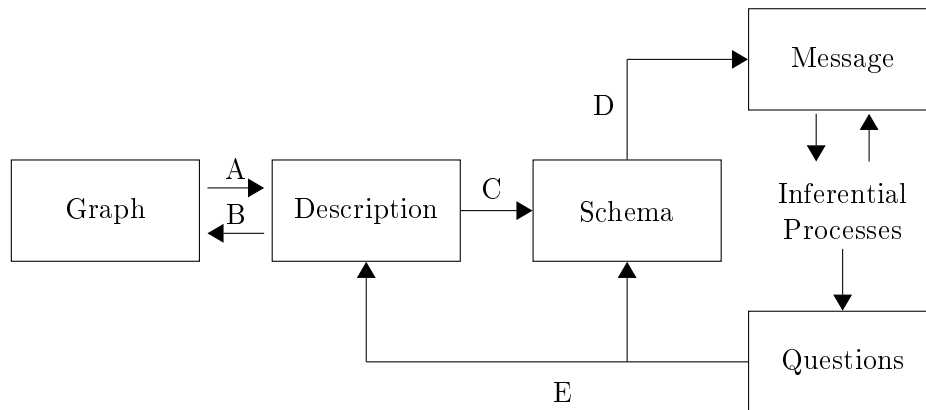 Message
D
A
Graph
B
Description
C
Schema
Inferential
Processes
Questions
E